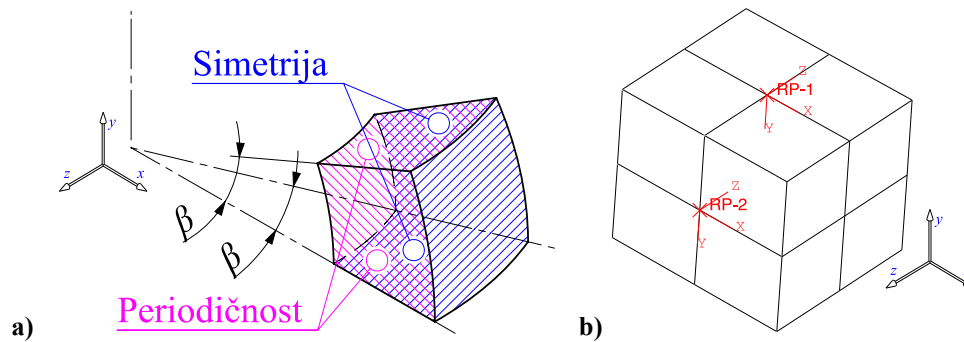 Simetrija
y
z
x
β
β
Periodičnost
a)
Z
RP-1
X
Y
Z
RP-2
X
Y
y
z
b)